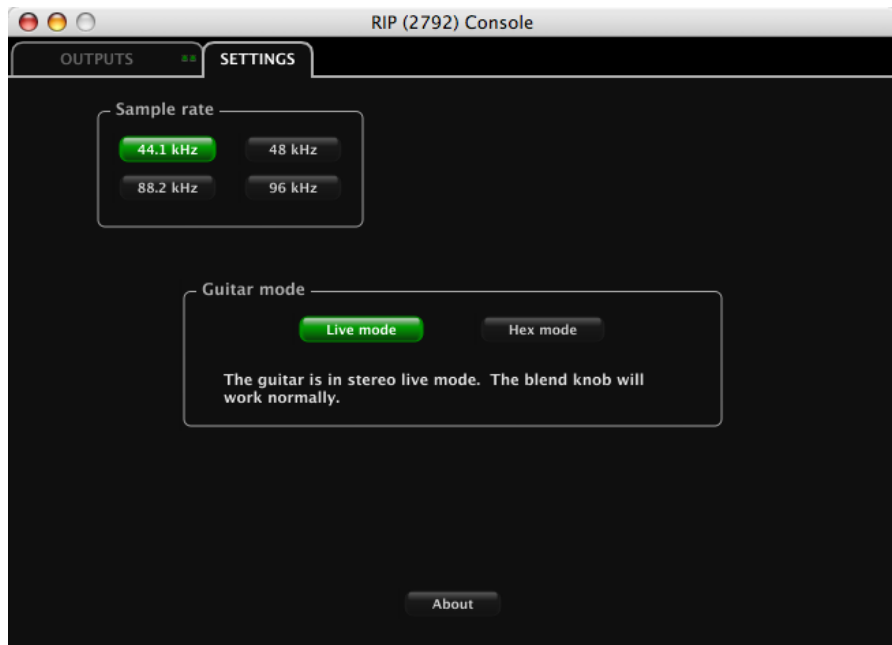 RIP (2792) Console
OUTPUTS
SETTINGS
Sample rate
44.1 kHz
48 kHz
88.2 kHz
96 kHz
Guitar mode
Live mode
Hex mode
The guitar is in stereo live mode. The blend knob will
work normally.
About